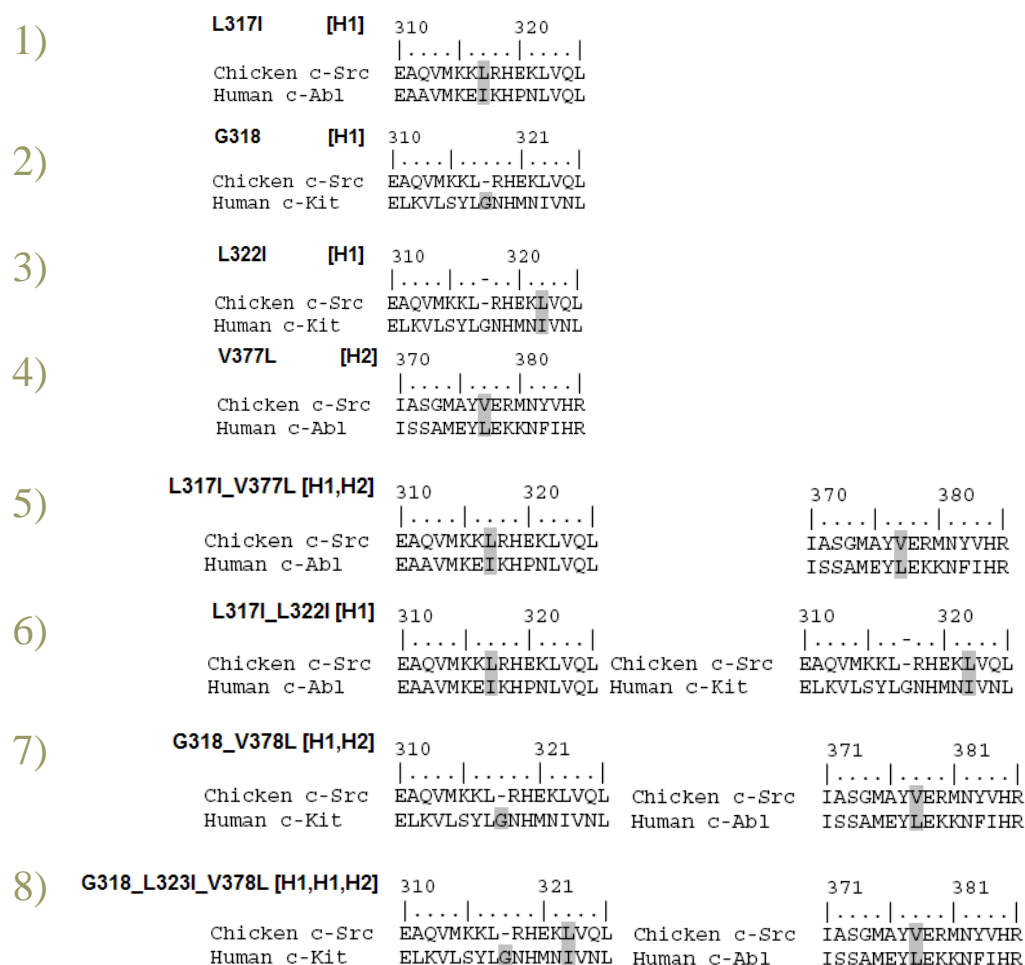 1) L317I [H1] 310 320
|....|....|....|
Chicken c-Src EAQVMKKLRHEKLVQL
Human c-Abl EAAVMKEIKHPNLVQL
2) G318 [H1] 310 321
|....|.....|....|
Chicken c-Src EAQVMKKL-RHEKLVQL
Human c-Kit ELKVLSYLGNHMNIVNL
3) L322I [H1] 310 320
|....|..-..|....|
Chicken c-Src EAQVMKKL-RHEKLVQL
Human c-Kit ELKVLSYLGNHMNIVNL
4) V377L [H2] 370 380
|....|....|....|
Chicken c-Src IASGMAYVERMNYVHR
Human c-Abl ISSAMEYLEKKNFIHR
5) L317I_V377L [H1,H2] 310 320 370 380
|....|....|....| |....|....|....|
Chicken c-Src EAQVMKKLRHEKLVQL IASGMAYVERMNYVHR
Human c-Abl EAAVMKEIKHPNLVQL ISSAMEYLEKKNFIHR
6) L317I_L322I [H1] 310 320 310 320
|....|....|....| |....|..-..|....|
Chicken c-Src EAQVMKKLRHEKLVQL Chicken c-Src EAQVMKKL-RHEKLVQL
Human c-Abl EAAVMKEIKHPNLVQL Human c-Kit ELKVLSYLGNHMNIVNL
7) G318_V378L [H1,H2] 310 321 371 381
|....|.....|....| |....|....|....|
Chicken c-Src EAQVMKKL-RHEKLVQL Chicken c-Src IASGMAYVERMNYVHR
Human c-Kit ELKVLSYLGNHMNIVNL Human c-Abl ISSAMEYLEKKNFIHR
8) G318_L323I_V378L [H1,H1,H2] 310 321 371 381
|....|.....|....| |....|....|....|
Chicken c-Src EAQVMKKL-RHEKLVQL Chicken c-Src IASGMAYVERMNYVHR
Human c-Kit ELKVLSYLGNHMNIVNL Human c-Abl ISSAMEYLEKKNFIHR